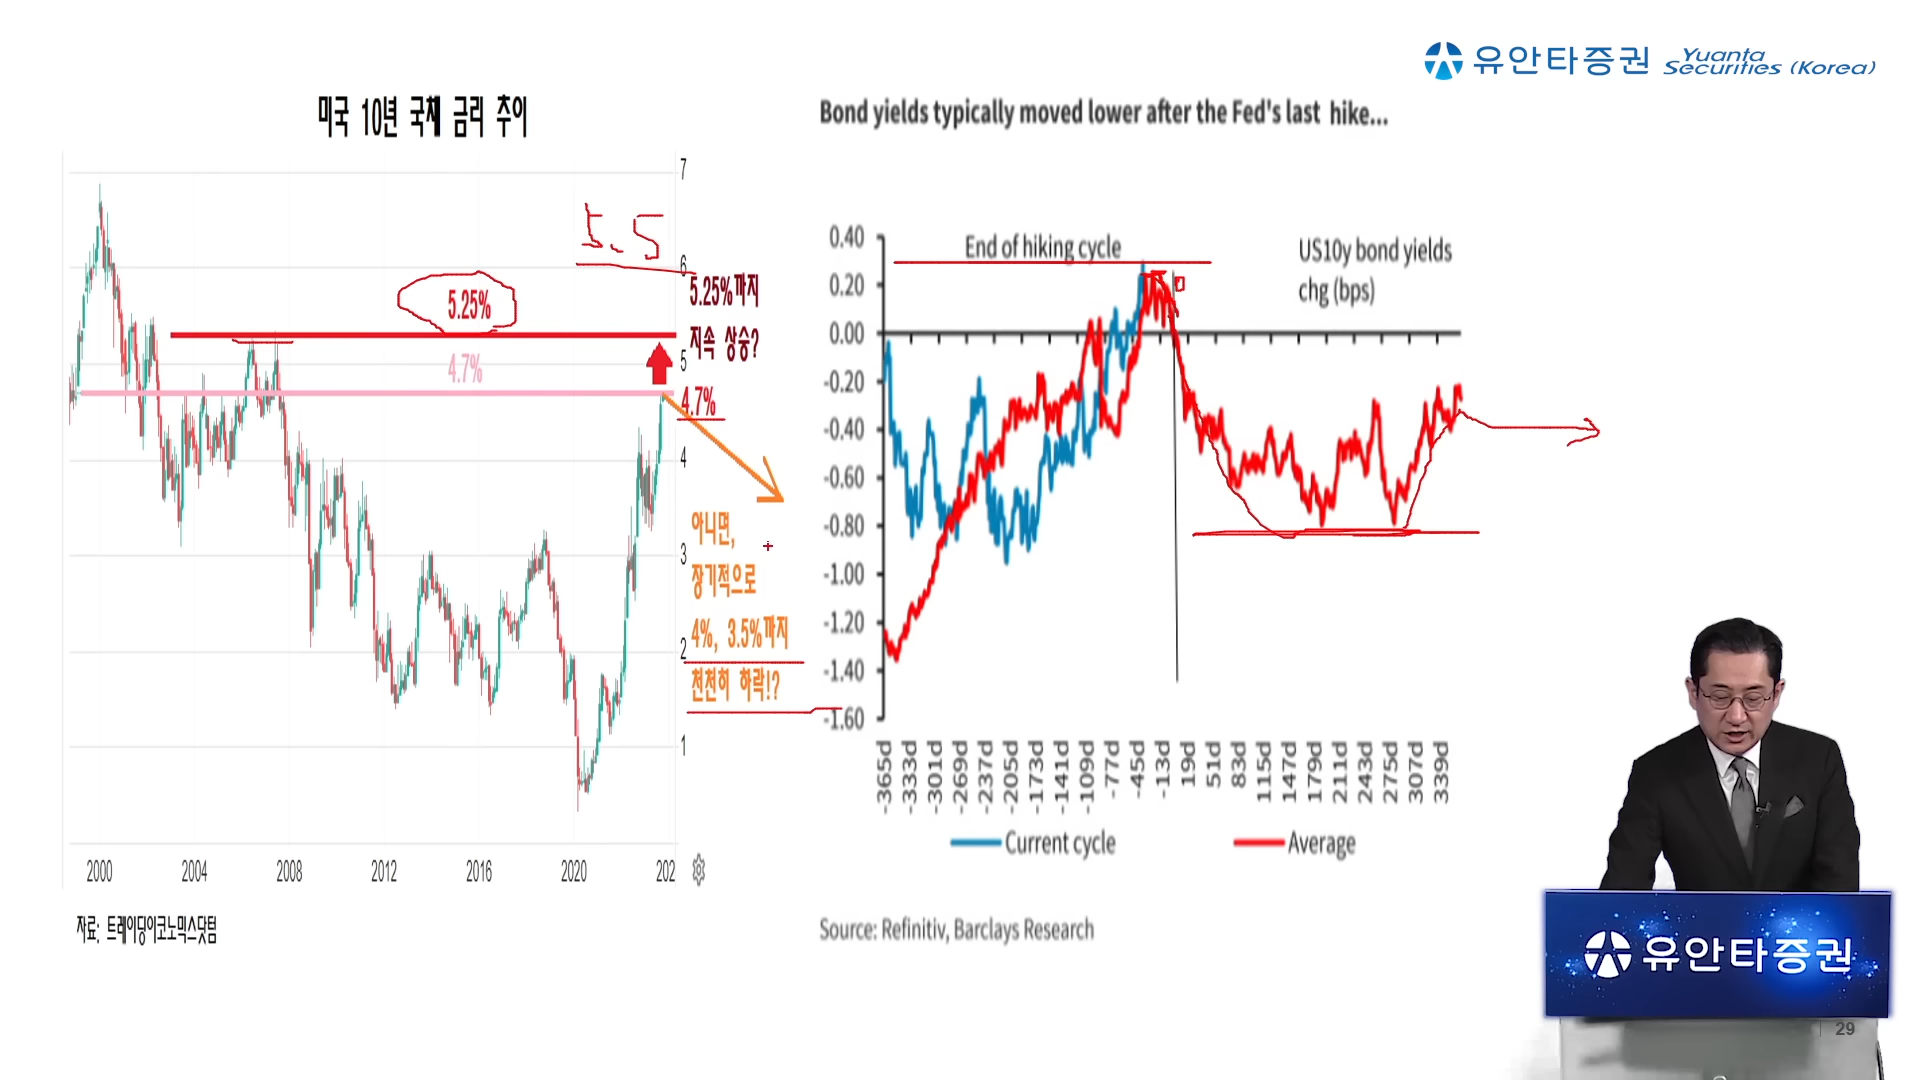 유안타증권 Yuanta Securities (Korea)
미국 10년 국채 금리 추이
7
6
5
4
3
2
1
5.5
5.25%
4.7%
5.25%까지
지속 상승?
4.7%
아니면,
장기적으로
4%, 3.5%까지
천천히 하락!?
2000 2004 2008 2012 2016 2020 202
자료: 트레이딩이코노믹스닷텀
Bond yields typically moved lower after the Fed's last hike...
End of hiking cycle
US10y bond yields
chg (bps)
0.40
0.20
0.00
-0.20
-0.40
-0.60
-0.80
-1.00
-1.20
-1.40
-1.60
-365d -333d -301d -269d -237d -205d -173d -141d -109d -77d -45d -13d 19d 51d 83d 115d 147d 179d 211d 243d 275d 307d 339d
Current cycle
Average
Source: Refinitiv, Barclays Research
유안타증권
29